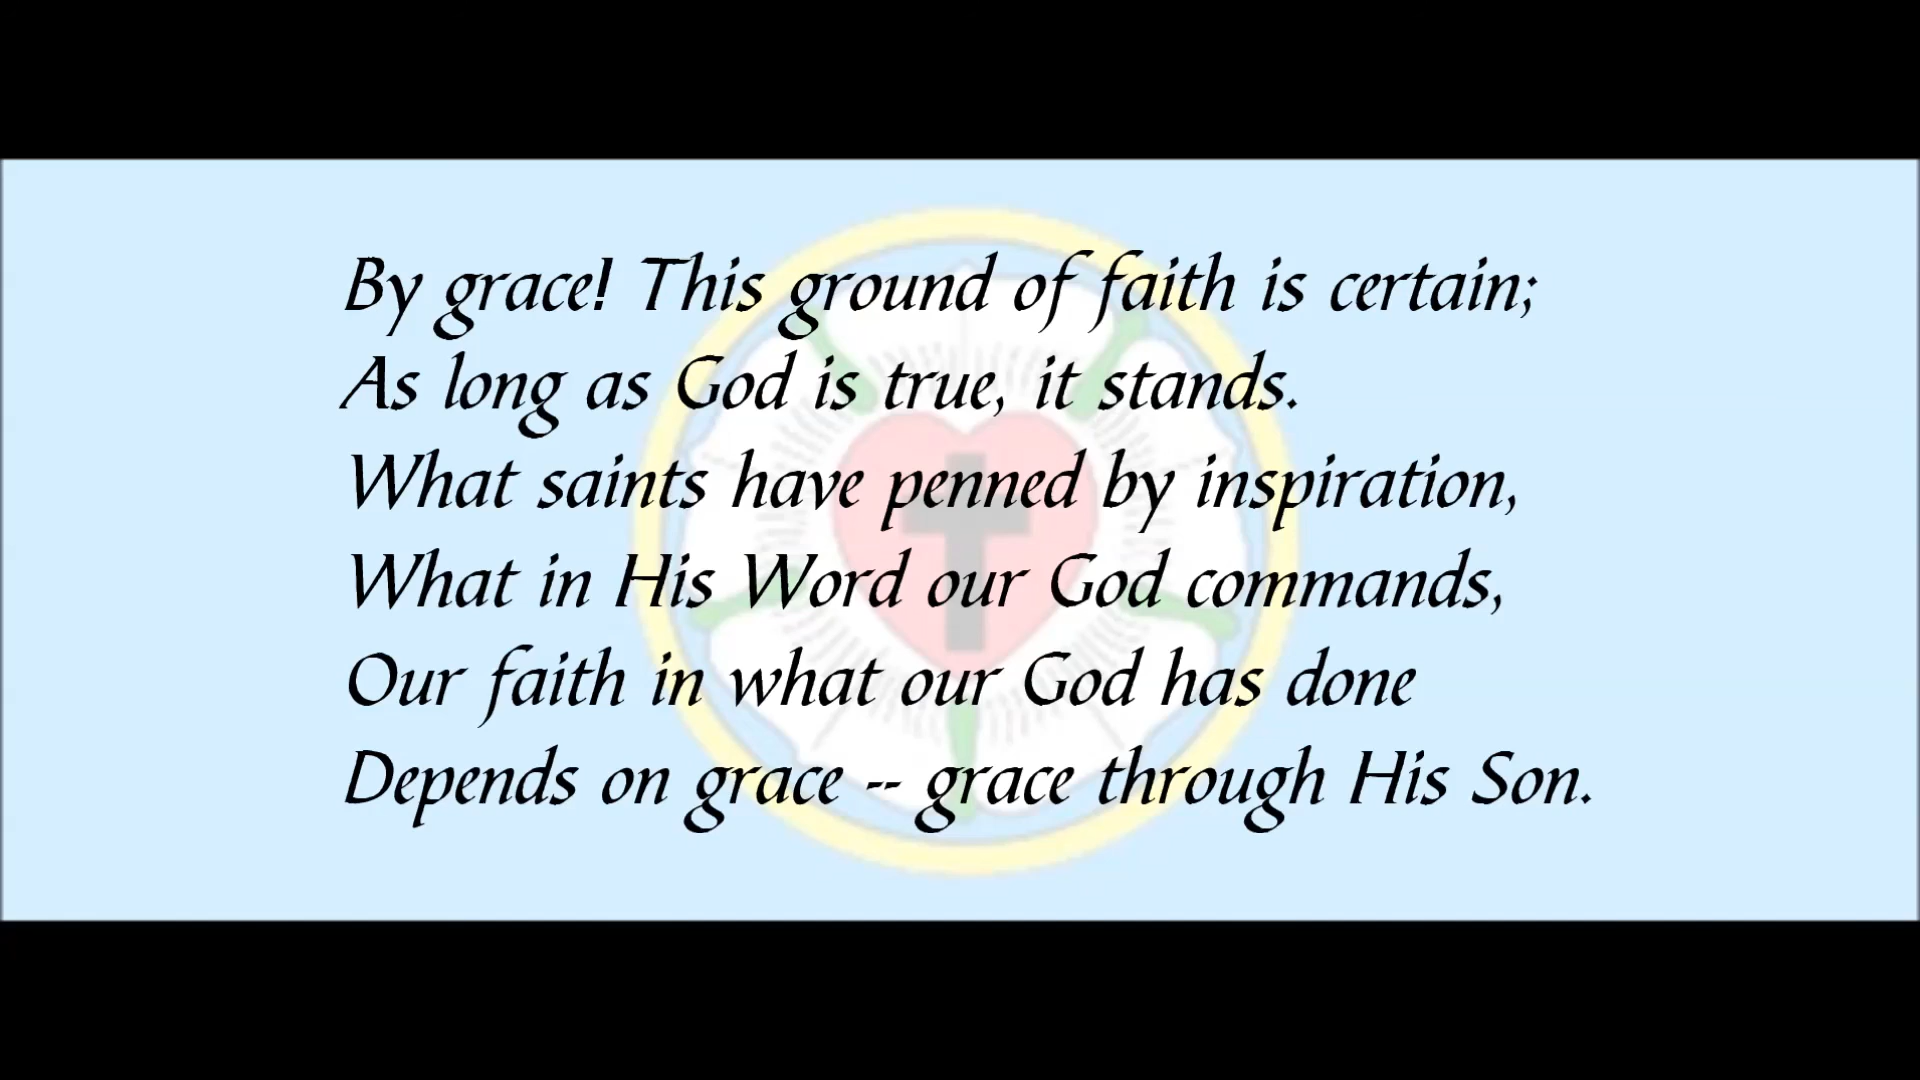 By grace! This ground of faith is certain;
As long as God is true, it stands.
What saints have penned by inspiration,
What in His Word our God commands,
Our faith in what our God has done
Depends on grace -- grace through His Son.